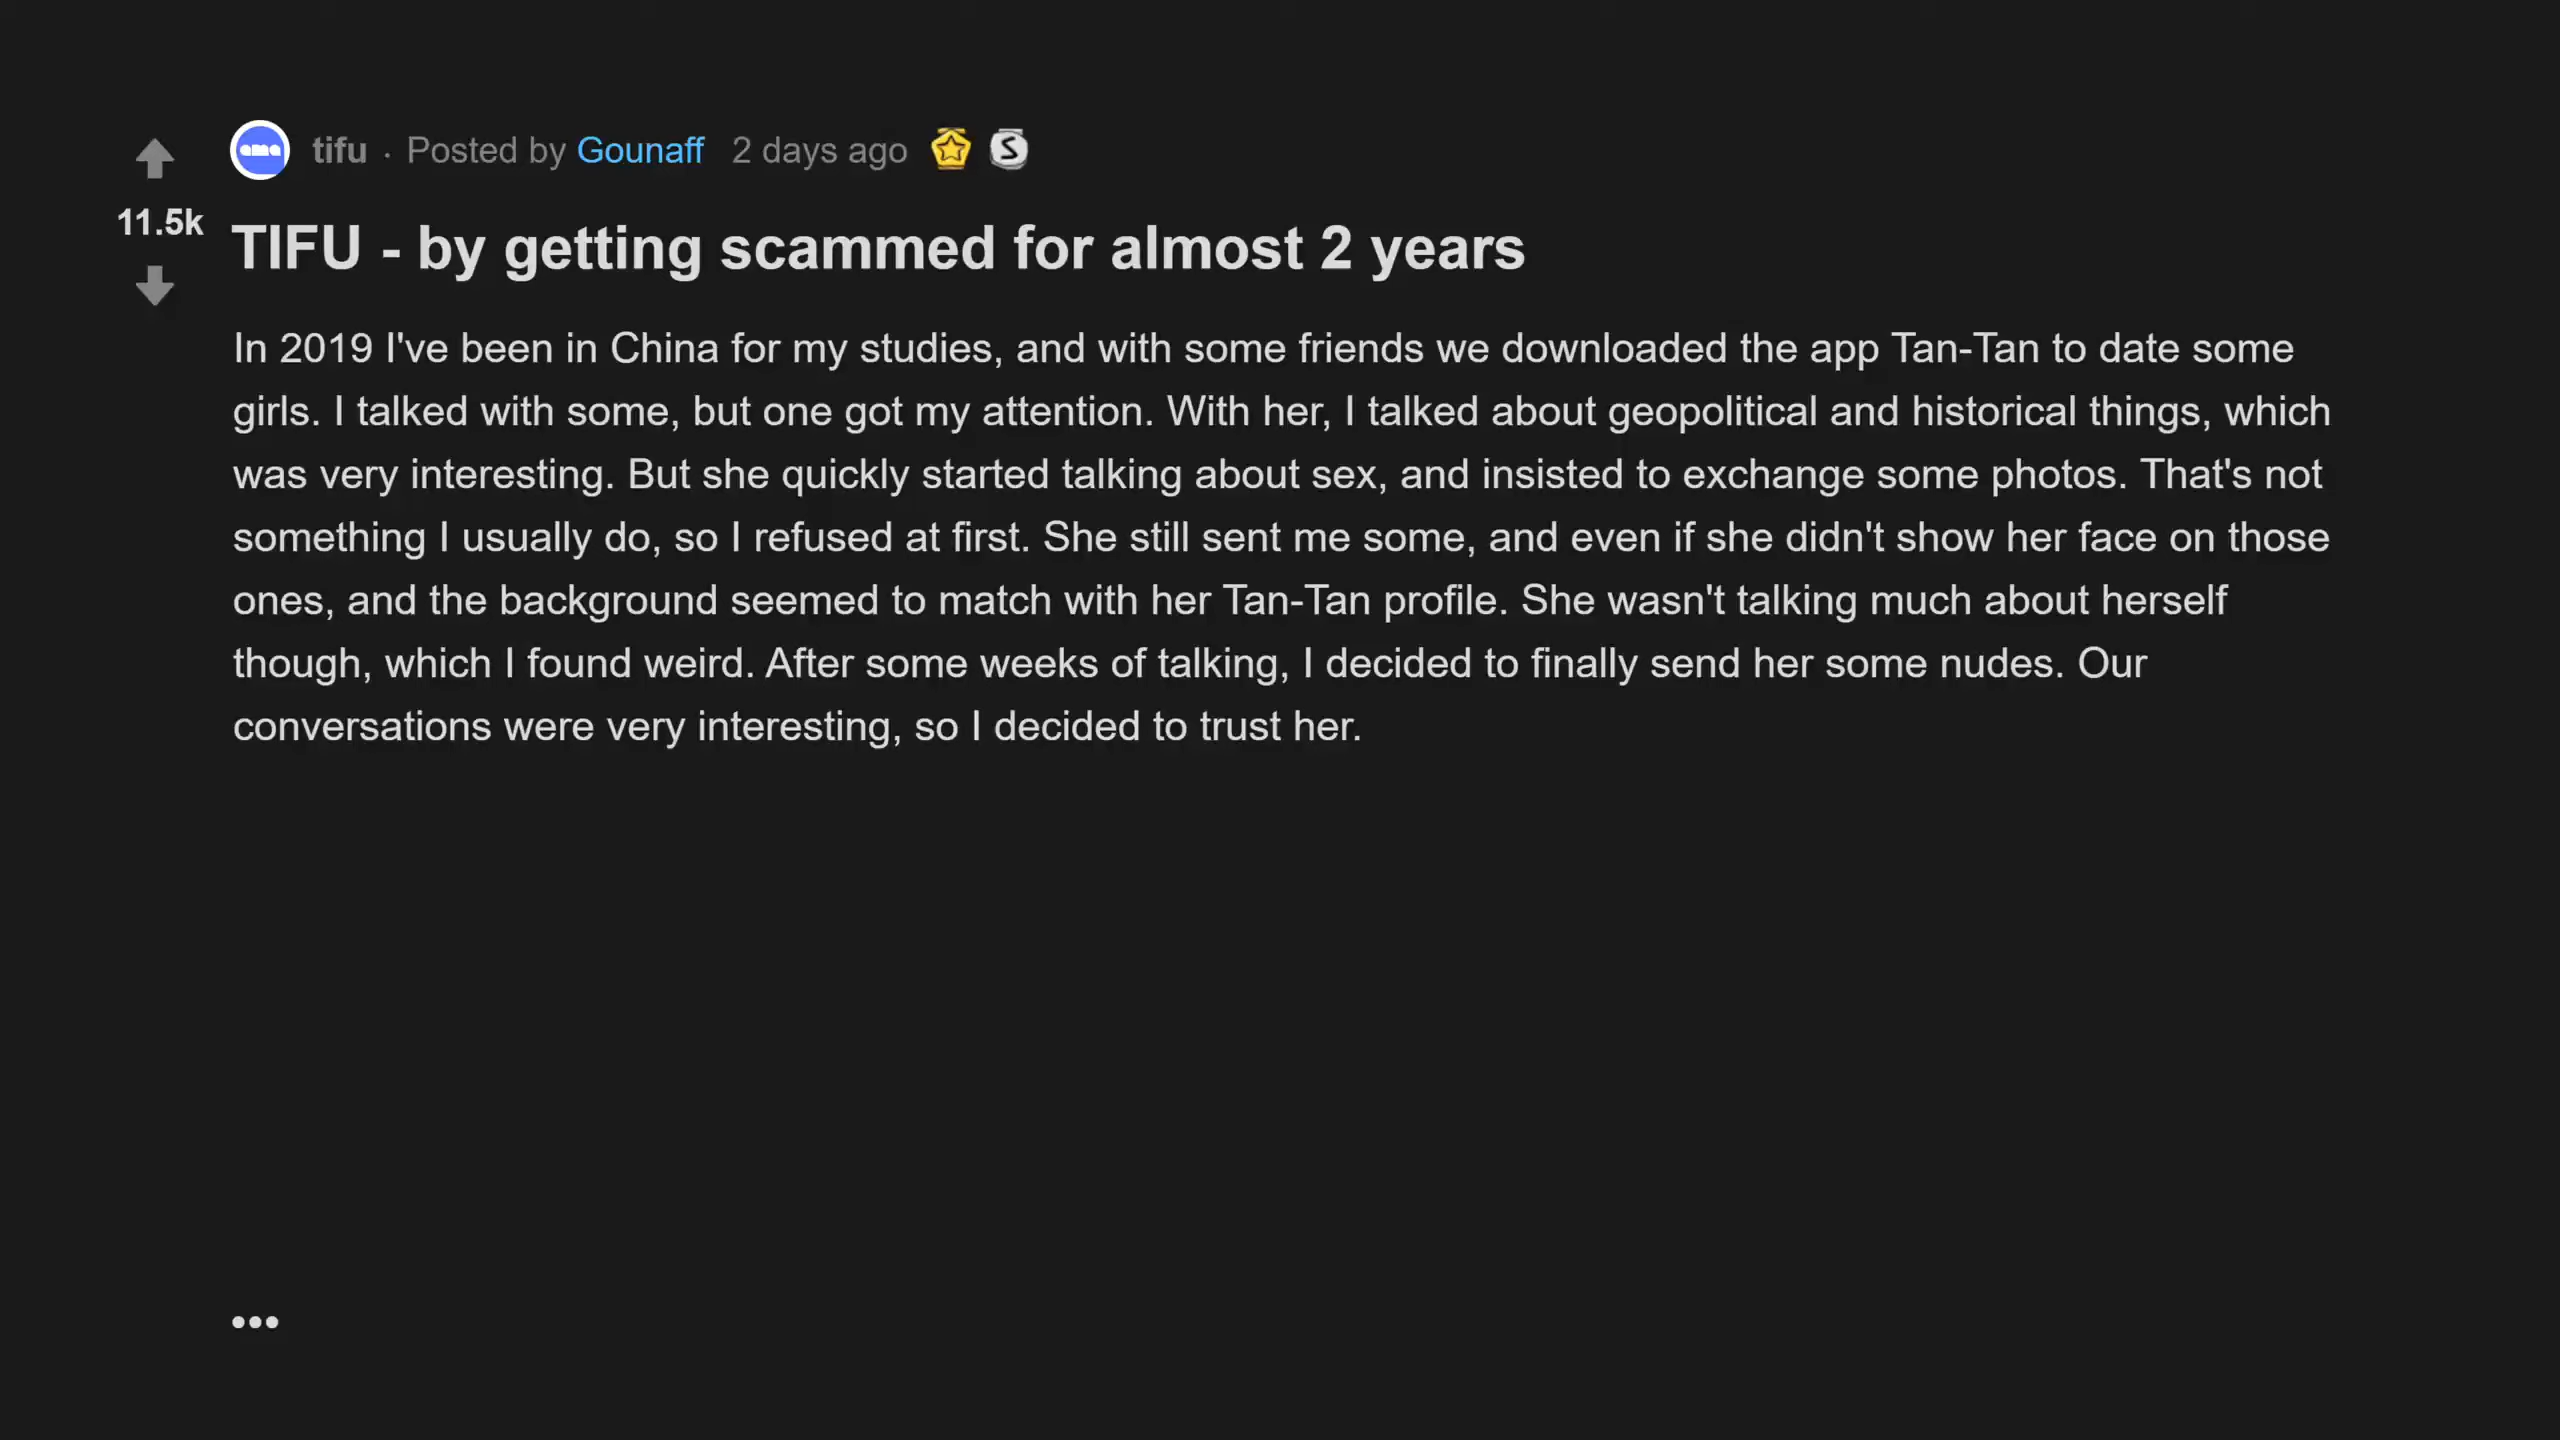 ama tifu · Posted by Gounaff 2 days ago S
11.5k
TIFU - by getting scammed for almost 2 years
In 2019 I've been in China for my studies, and with some friends we downloaded the app Tan-Tan to date some
girls. I talked with some, but one got my attention. With her, I talked about geopolitical and historical things, which
was very interesting. But she quickly started talking about sex, and insisted to exchange some photos. That's not
something I usually do, so I refused at first. She still sent me some, and even if she didn't show her face on those
ones, and the background seemed to match with her Tan-Tan profile. She wasn't talking much about herself
though, which I found weird. After some weeks of talking, I decided to finally send her some nudes. Our
conversations were very interesting, so I decided to trust her.
•••